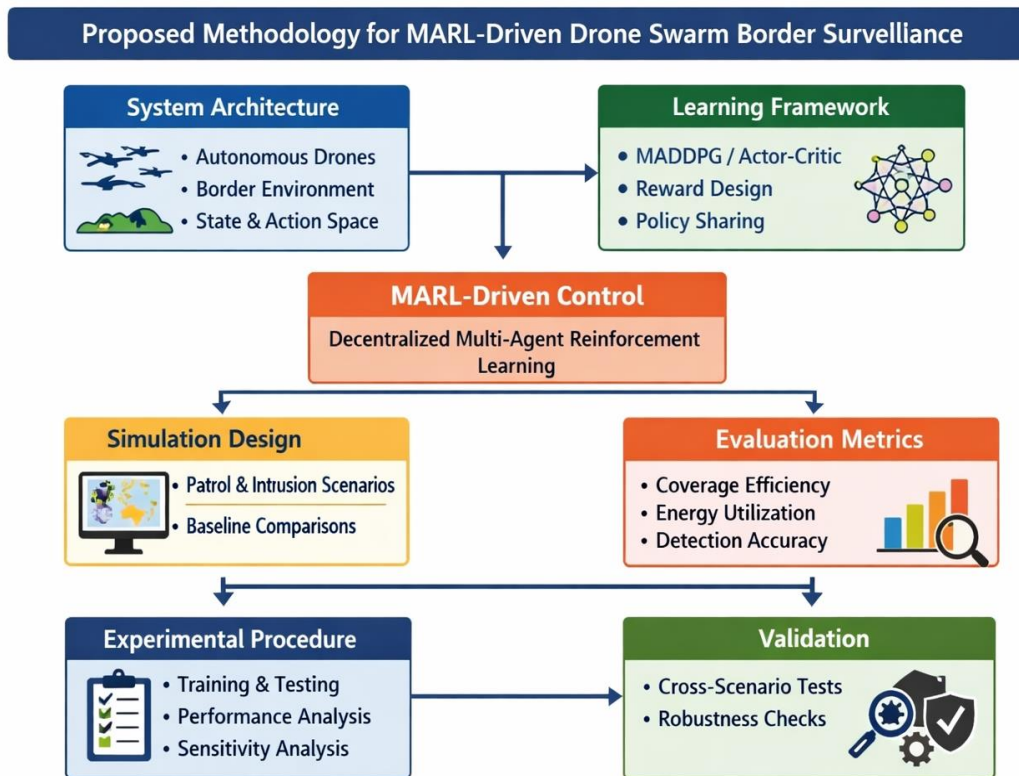 Proposed Methodology for MARL-Driven Drone Swarm Border Survelliance
System Architecture
• Autonomous Drones
• Border Environment
• State & Action Space
Learning Framework
• MADDPG / Actor-Critic
• Reward Design
• Policy Sharing
MARL-Driven Control
Decentralized Multi-Agent Reinforcement
Learning
Simulation Design
• Patrol & Intrusion Scenarios
• Baseline Comparisons
Evaluation Metrics
• Coverage Efficiency
• Energy Utilization
• Detection Accuracy
Experimental Procedure
• Training & Testing
• Performance Analysis
• Sensitivity Analysis
Validation
• Cross-Scenario Tests
• Robustness Checks